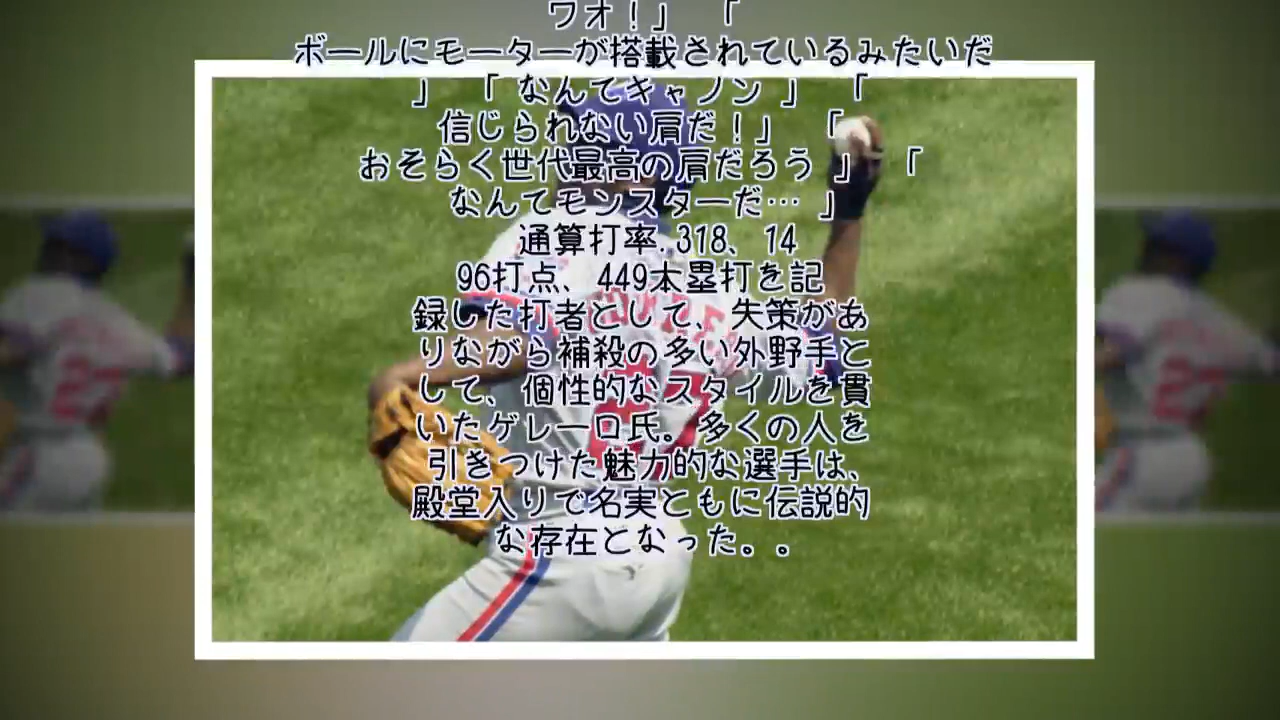 ワオ！」 「
ボールにモーターが搭載されているみたいだ
」 「 なんてキャノン 」 「
信じられない肩だ！」 「
おそらく世代最高の肩だろう 」 「
なんてモンスターだ… 」
通算打率.318、14
96打点、449本塁打を記
録した打者として、失策があ
りながら補殺の多い外野手と
して、個性的なスタイルを貫
いたゲレーロ氏。多くの人を
引きつけた魅力的な選手は、
殿堂入りで名実ともに伝説的
な存在となった。。
27
27